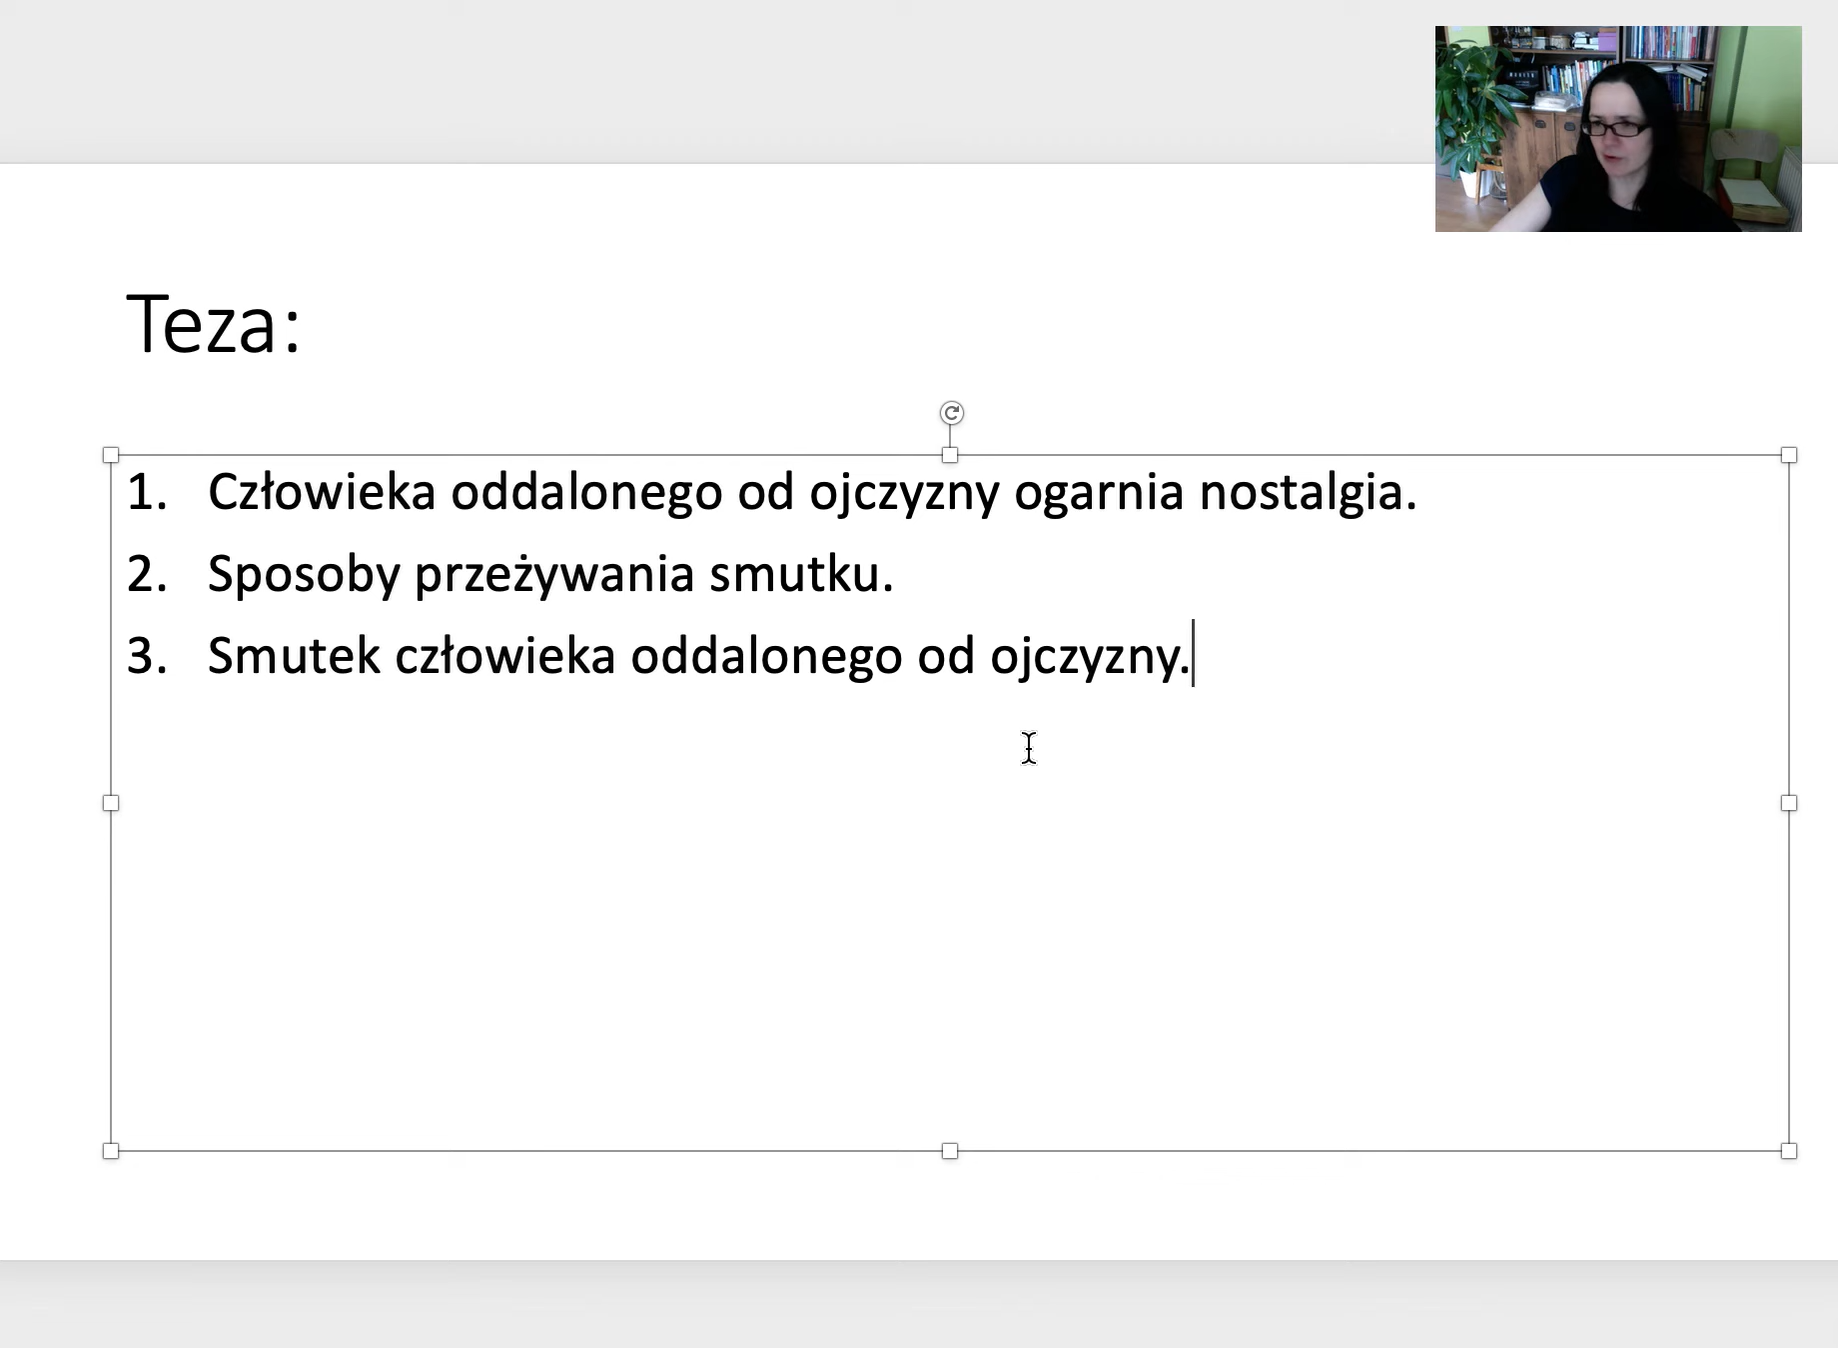 Teza:
1. Człowieka oddalonego od ojczyzny ogarnia nostalgia.
2. Sposoby przeżywania smutku.
3. Smutek człowieka oddalonego od ojczyzny.